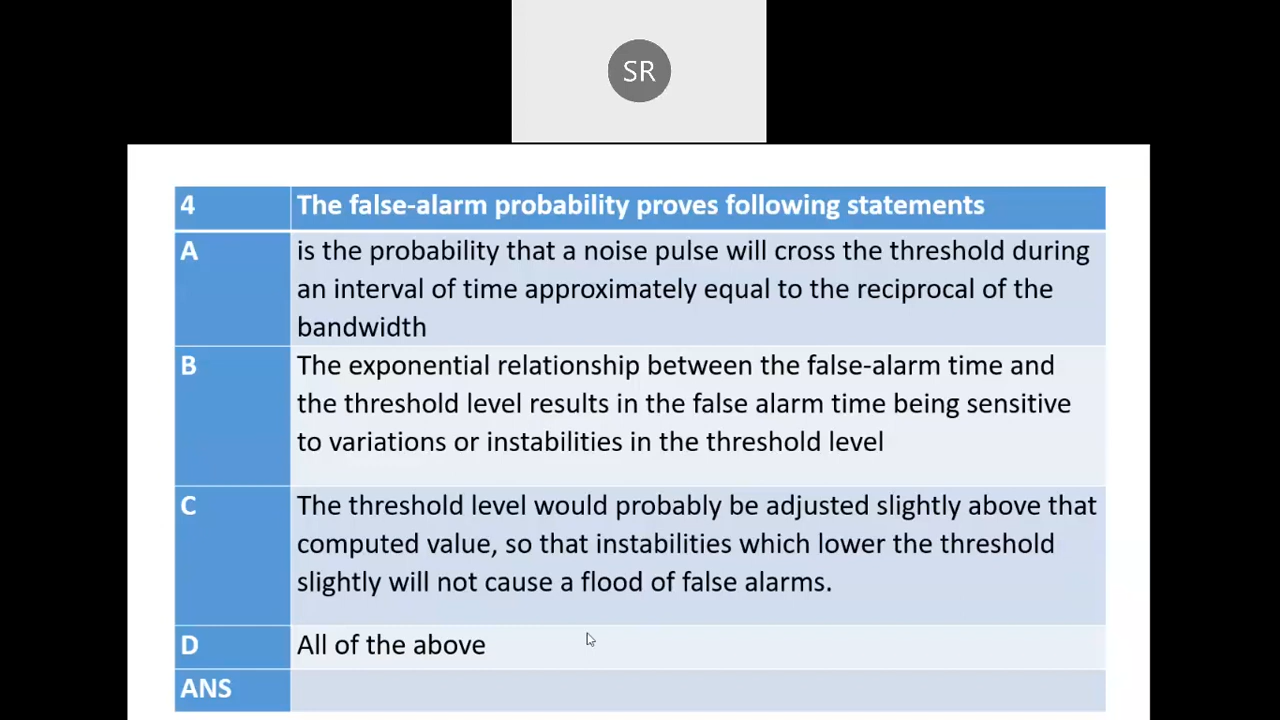 SR
4 The false-alarm probability proves following statements
A is the probability that a noise pulse will cross the threshold during
an interval of time approximately equal to the reciprocal of the
bandwidth
B The exponential relationship between the false-alarm time and
the threshold level results in the false alarm time being sensitive
to variations or instabilities in the threshold level
C The threshold level would probably be adjusted slightly above that
computed value, so that instabilities which lower the threshold
slightly will not cause a flood of false alarms.
D All of the above
ANS